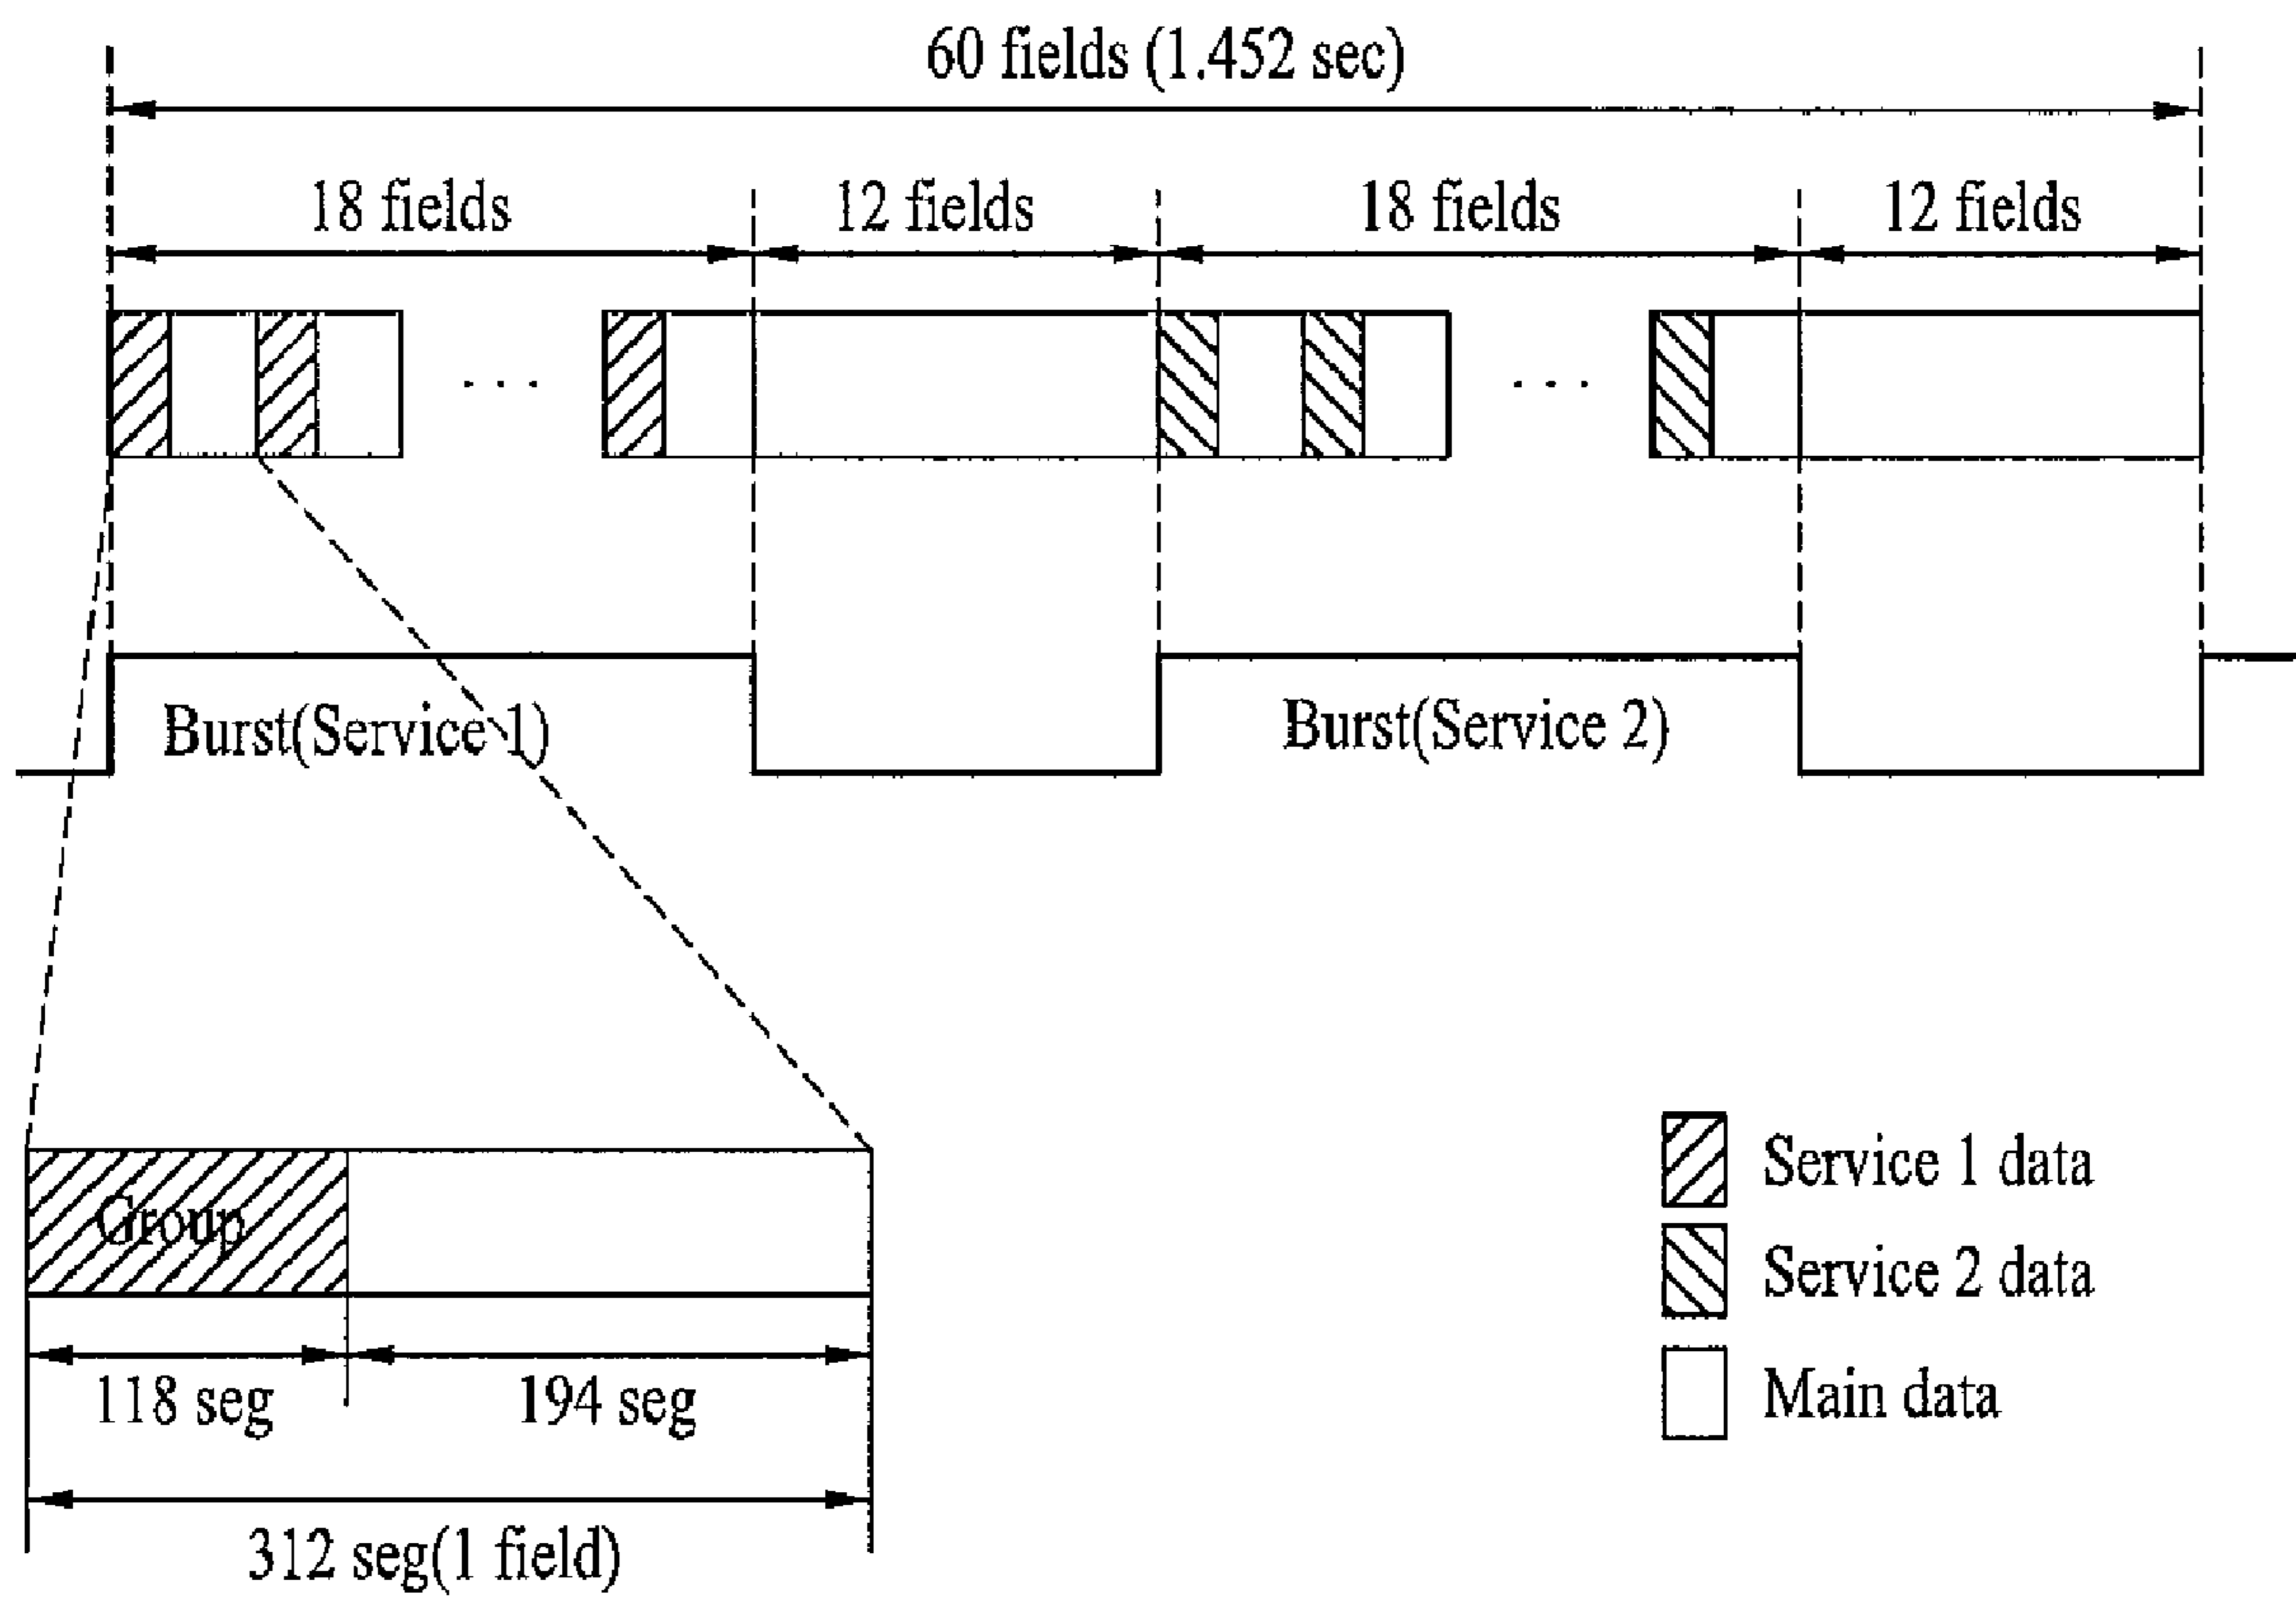 60 fields (1.452 sec)
18 fields
12 fields
18 fields
12 fields
. . .
. . .
Burst(Service 1)
Burst(Service 2)
Group
118 seg
194 seg
312 seg(1 field)
Service 1 data
Service 2 data
Main data